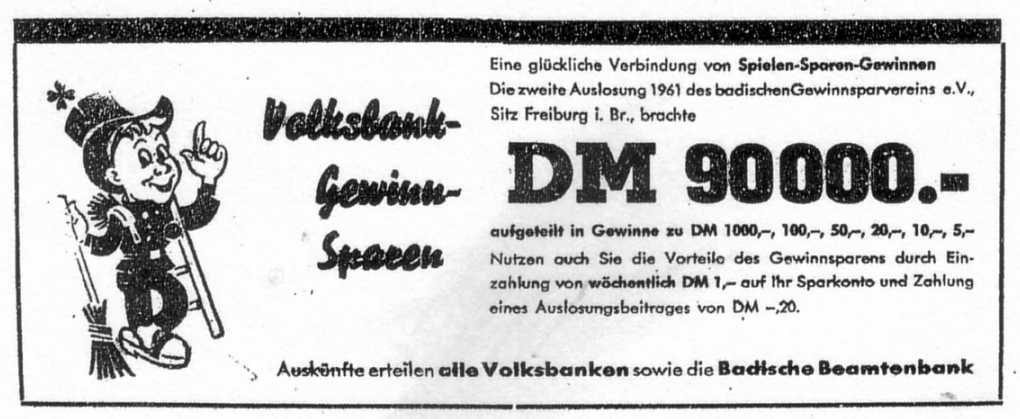 Volksbank-
Gewinn-
Sparen
Eine glückliche Verbindung von Spielen-Sparen-Gewinnen
Die zweite Auslosung 1961 des badischen Gewinnsparvereins e.V.,
Sitz Freiburg i. Br., brachte
DM 90000.-
aufgeteilt in Gewinne zu DM 1000,–, 100,–, 50,–, 20,–, 10,–, 5,–
Nutzen auch Sie die Vorteile des Gewinnsparens durch Ein-
zahlung von wöchentlich DM 1,– auf Ihr Sparkonto und Zahlung
eines Auslosungsbeitrages von DM –,20.
Auskünfte erteilen alle Volksbanken sowie die Badische Beamtenbank